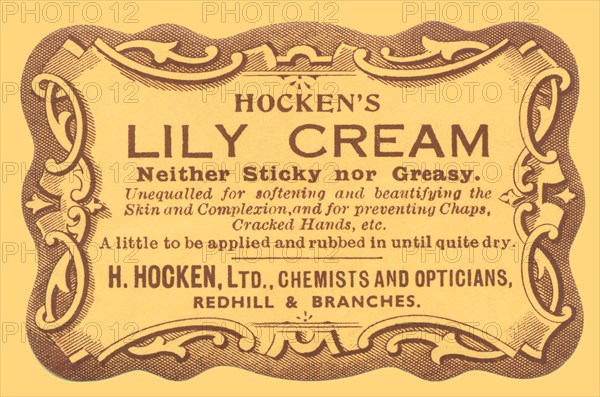 HOCKEN'S
LILY CREAM
Neither Sticky nor Greasy.
Unequalled for softening and beautifying the
Skin and Complexion, and for preventing Chaps,
Cracked Hands, etc.
A little to be applied and rubbed in until quite dry.
H. HOCKEN, LTD., CHEMISTS AND OPTICIANS,
REDHILL & BRANCHES.
PHOTO 12